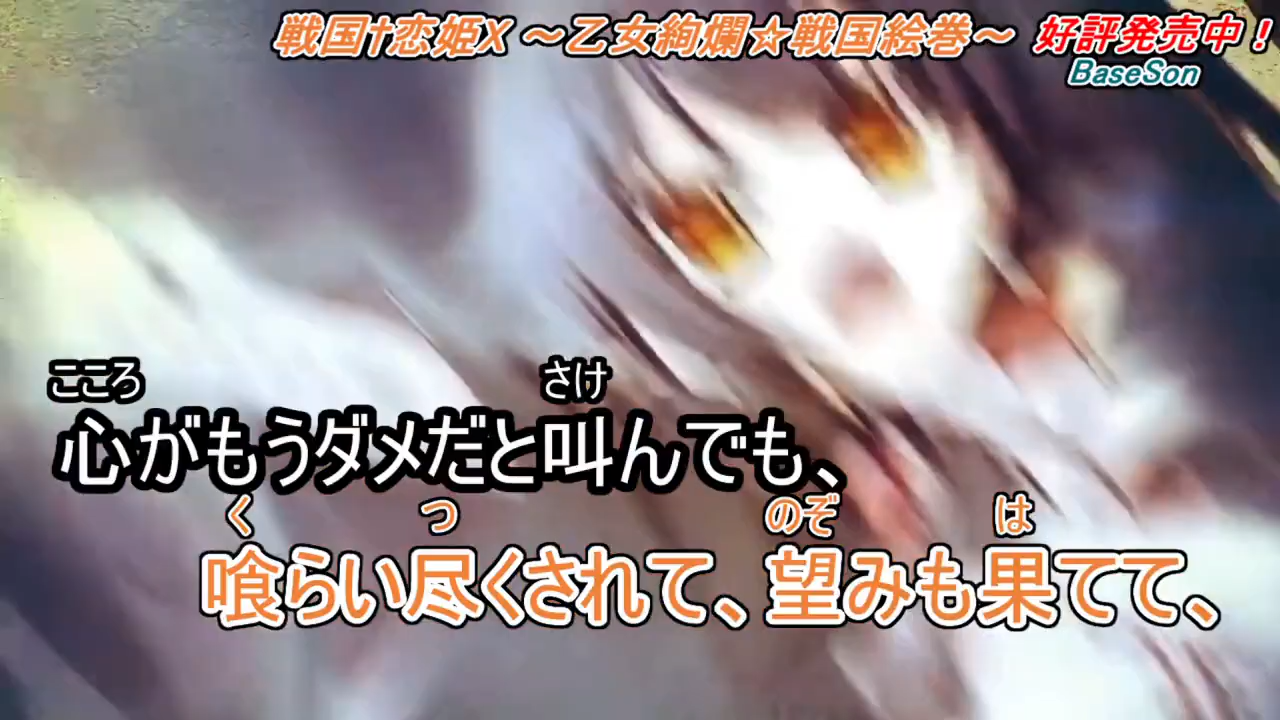 戦国†恋姫X ～乙女絢爛☆戦国絵巻～ 好評発売中！
BaseSon
こころ さけ
心がもうダメだと叫んでも、
く つ のぞ は
喰らい尽くされて、望みも果てて、